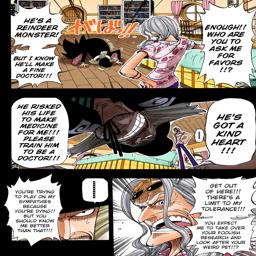 ENOUGH!! WHO ARE YOU TO ASK ME FOR FAVORS !!?
HE'S A REINDEER MONSTER!
BUT I KNOW HE'LL MAKE A FINE DOCTOR!!!
HE'S GOT A KIND HEART !!!
HE RISKED HIS LIFE TO MAKE MEDICINE FOR ME!!! PLEASE TRAIN HIM TO BE A DOCTOR!!!
GET OUT OF HERE!!! THERE'S A LIMIT TO MY TOLERANCE!!!
YOU EXPECT ME TO TAKE OVER YOUR FOOLISH RESEARCH AND LOOK AFTER YOUR WEIRD PET!!?
YOU'RE TRYING TO PLAY ON MY SYMPATHIES BECAUSE YOU'RE DYING!! BUT YOU SHOULD KNOW ME BETTER THAN THAT!!!